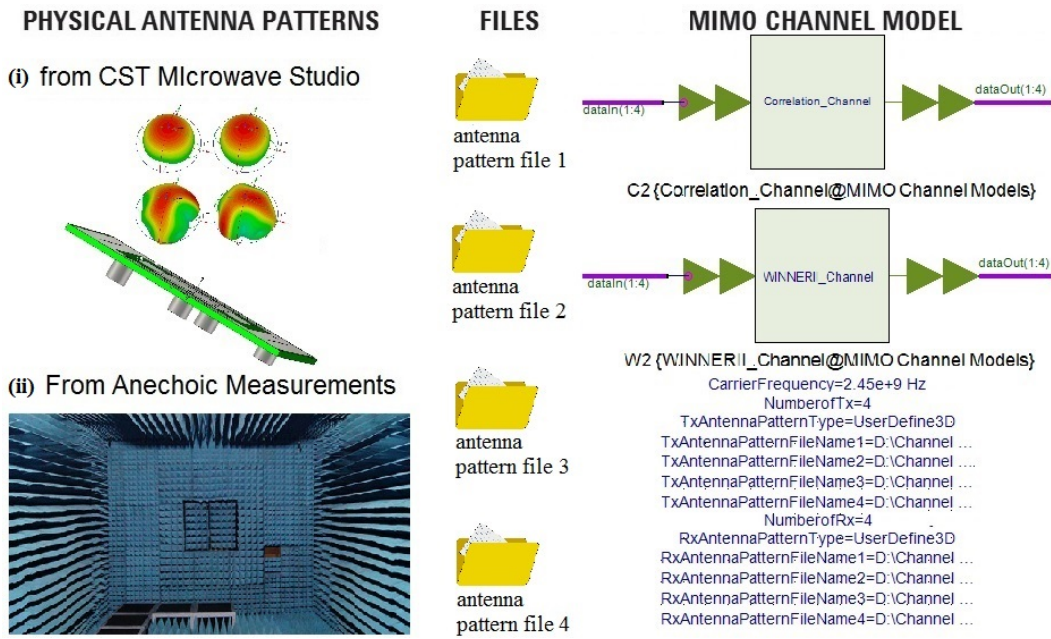 PHYSICAL ANTENNA PATTERNS
FILES
MIMO CHANNEL MODEL
(i) from CST MIcrowave Studio
antenna
pattern file 1
dataIn(1:4)
Correlation_Channel
dataOut(1:4)
C2 {Correlation_Channel@MIMO Channel Models}
antenna
pattern file 2
dataIn(1:4)
WINNERII_Channel
dataOut(1:4)
W2 {WINNERII_Channel@MIMO Channel Models}
(ii) From Anechoic Measurements
antenna
pattern file 3
antenna
pattern file 4
CarrierFrequency=2.45e+9 Hz
NumberofTx=4
TxAntennaPatternType=UserDefine3D
TxAntennaPatternFileName1=D:\Channel ...
TxAntennaPatternFileName2=D:\Channel ....
TxAntennaPatternFileName3=D:\Channel ...
TxAntennaPatternFileName4=D:\Channel ...
NumberofRx=4
RxAntennaPatternType=UserDefine3D
RxAntennaPatternFileName1=D:\Channel ...
RxAntennaPatternFileName2=D:\Channel ...
RxAntennaPatternFileName3=D:\Channel ...
RxAntennaPatternFileName4=D:\Channel ...